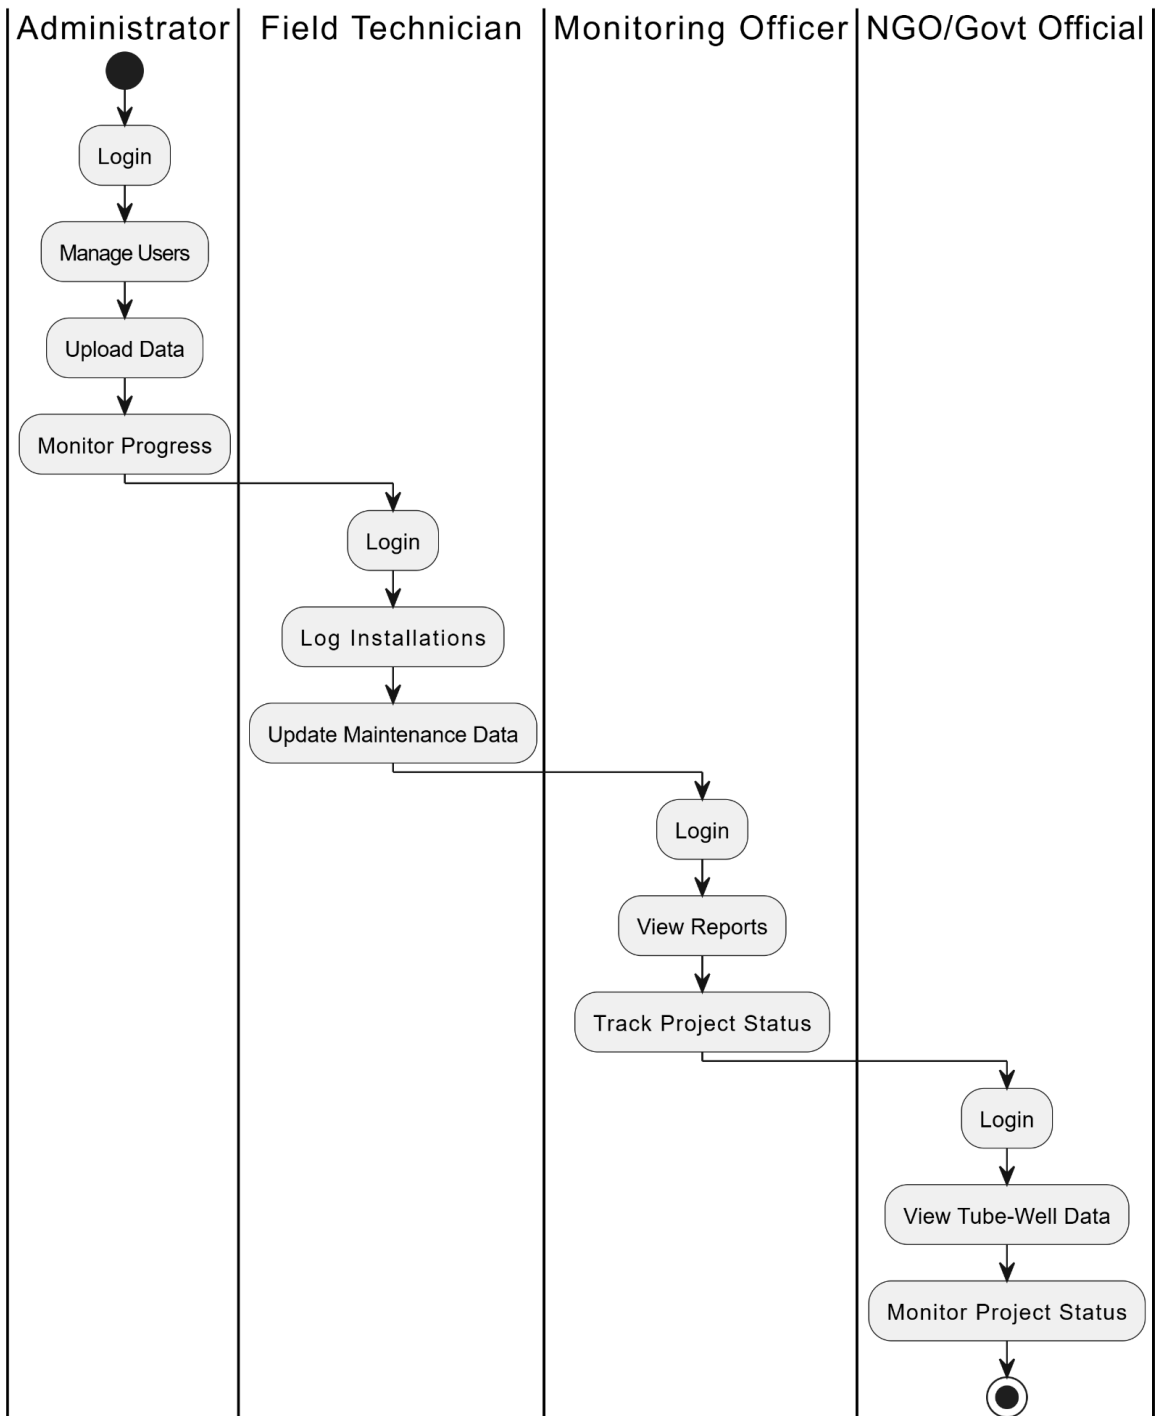 Administrator
Field Technician
Monitoring Officer
NGO/Govt Official
Login
Manage Users
Upload Data
Monitor Progress
Login
Log Installations
Update Maintenance Data
Login
View Reports
Track Project Status
Login
View Tube-Well Data
Monitor Project Status